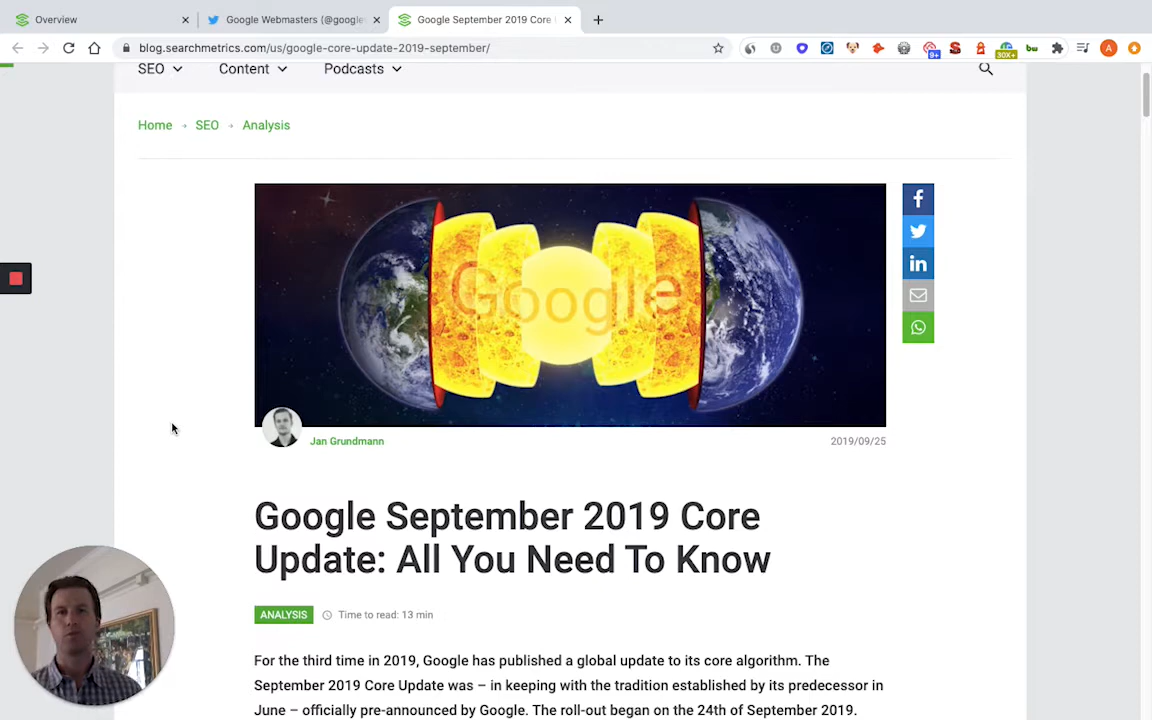 Overview
Google Webmasters (@google
Google September 2019 Core
blog.searchmetrics.com/us/google-core-update-2019-september/
9+
30X+
bw
A
SEO
Content
Podcasts
Home → SEO → Analysis
Google
Jan Grundmann
2019/09/25
Google September 2019 Core
Update: All You Need To Know
ANALYSIS
Time to read: 13 min
For the third time in 2019, Google has published a global update to its core algorithm. The
September 2019 Core Update was – in keeping with the tradition established by its predecessor in
June – officially pre-announced by Google. The roll-out began on the 24th of September 2019.